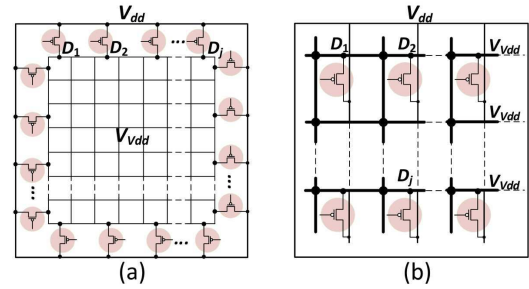 V_dd
D_1 D_2 ... D_j
V_Vdd
(a)
V_dd
D_1 D_2
V_Vdd
V_Vdd
D_j
V_Vdd
(b)